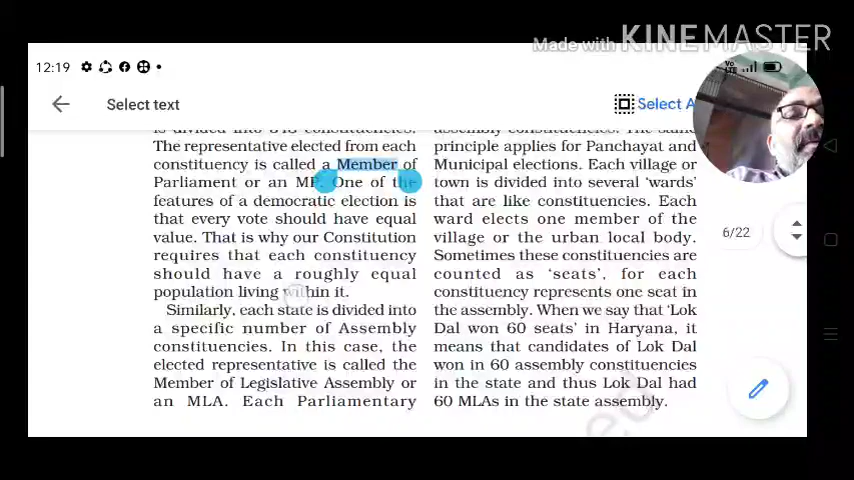 Made with KINEMASTER
12:19
Select text
Select A
is divided into 543 constituencies.
The representative elected from each
constituency is called a Member of
Parliament or an MP. One of the
features of a democratic election is
that every vote should have equal
value. That is why our Constitution
requires that each constituency
should have a roughly equal
population living within it.
Similarly, each state is divided into
a specific number of Assembly
constituencies. In this case, the
elected representative is called the
Member of Legislative Assembly or
an MLA. Each Parliamentary
assembly constituencies. The same
principle applies for Panchayat and
Municipal elections. Each village or
town is divided into several ‘wards’
that are like constituencies. Each
ward elects one member of the
village or the urban local body.
Sometimes these constituencies are
counted as ‘seats’, for each
constituency represents one seat in
the assembly. When we say that ‘Lok
Dal won 60 seats’ in Haryana, it
means that candidates of Lok Dal
won in 60 assembly constituencies
in the state and thus Lok Dal had
60 MLAs in the state assembly.
6/22